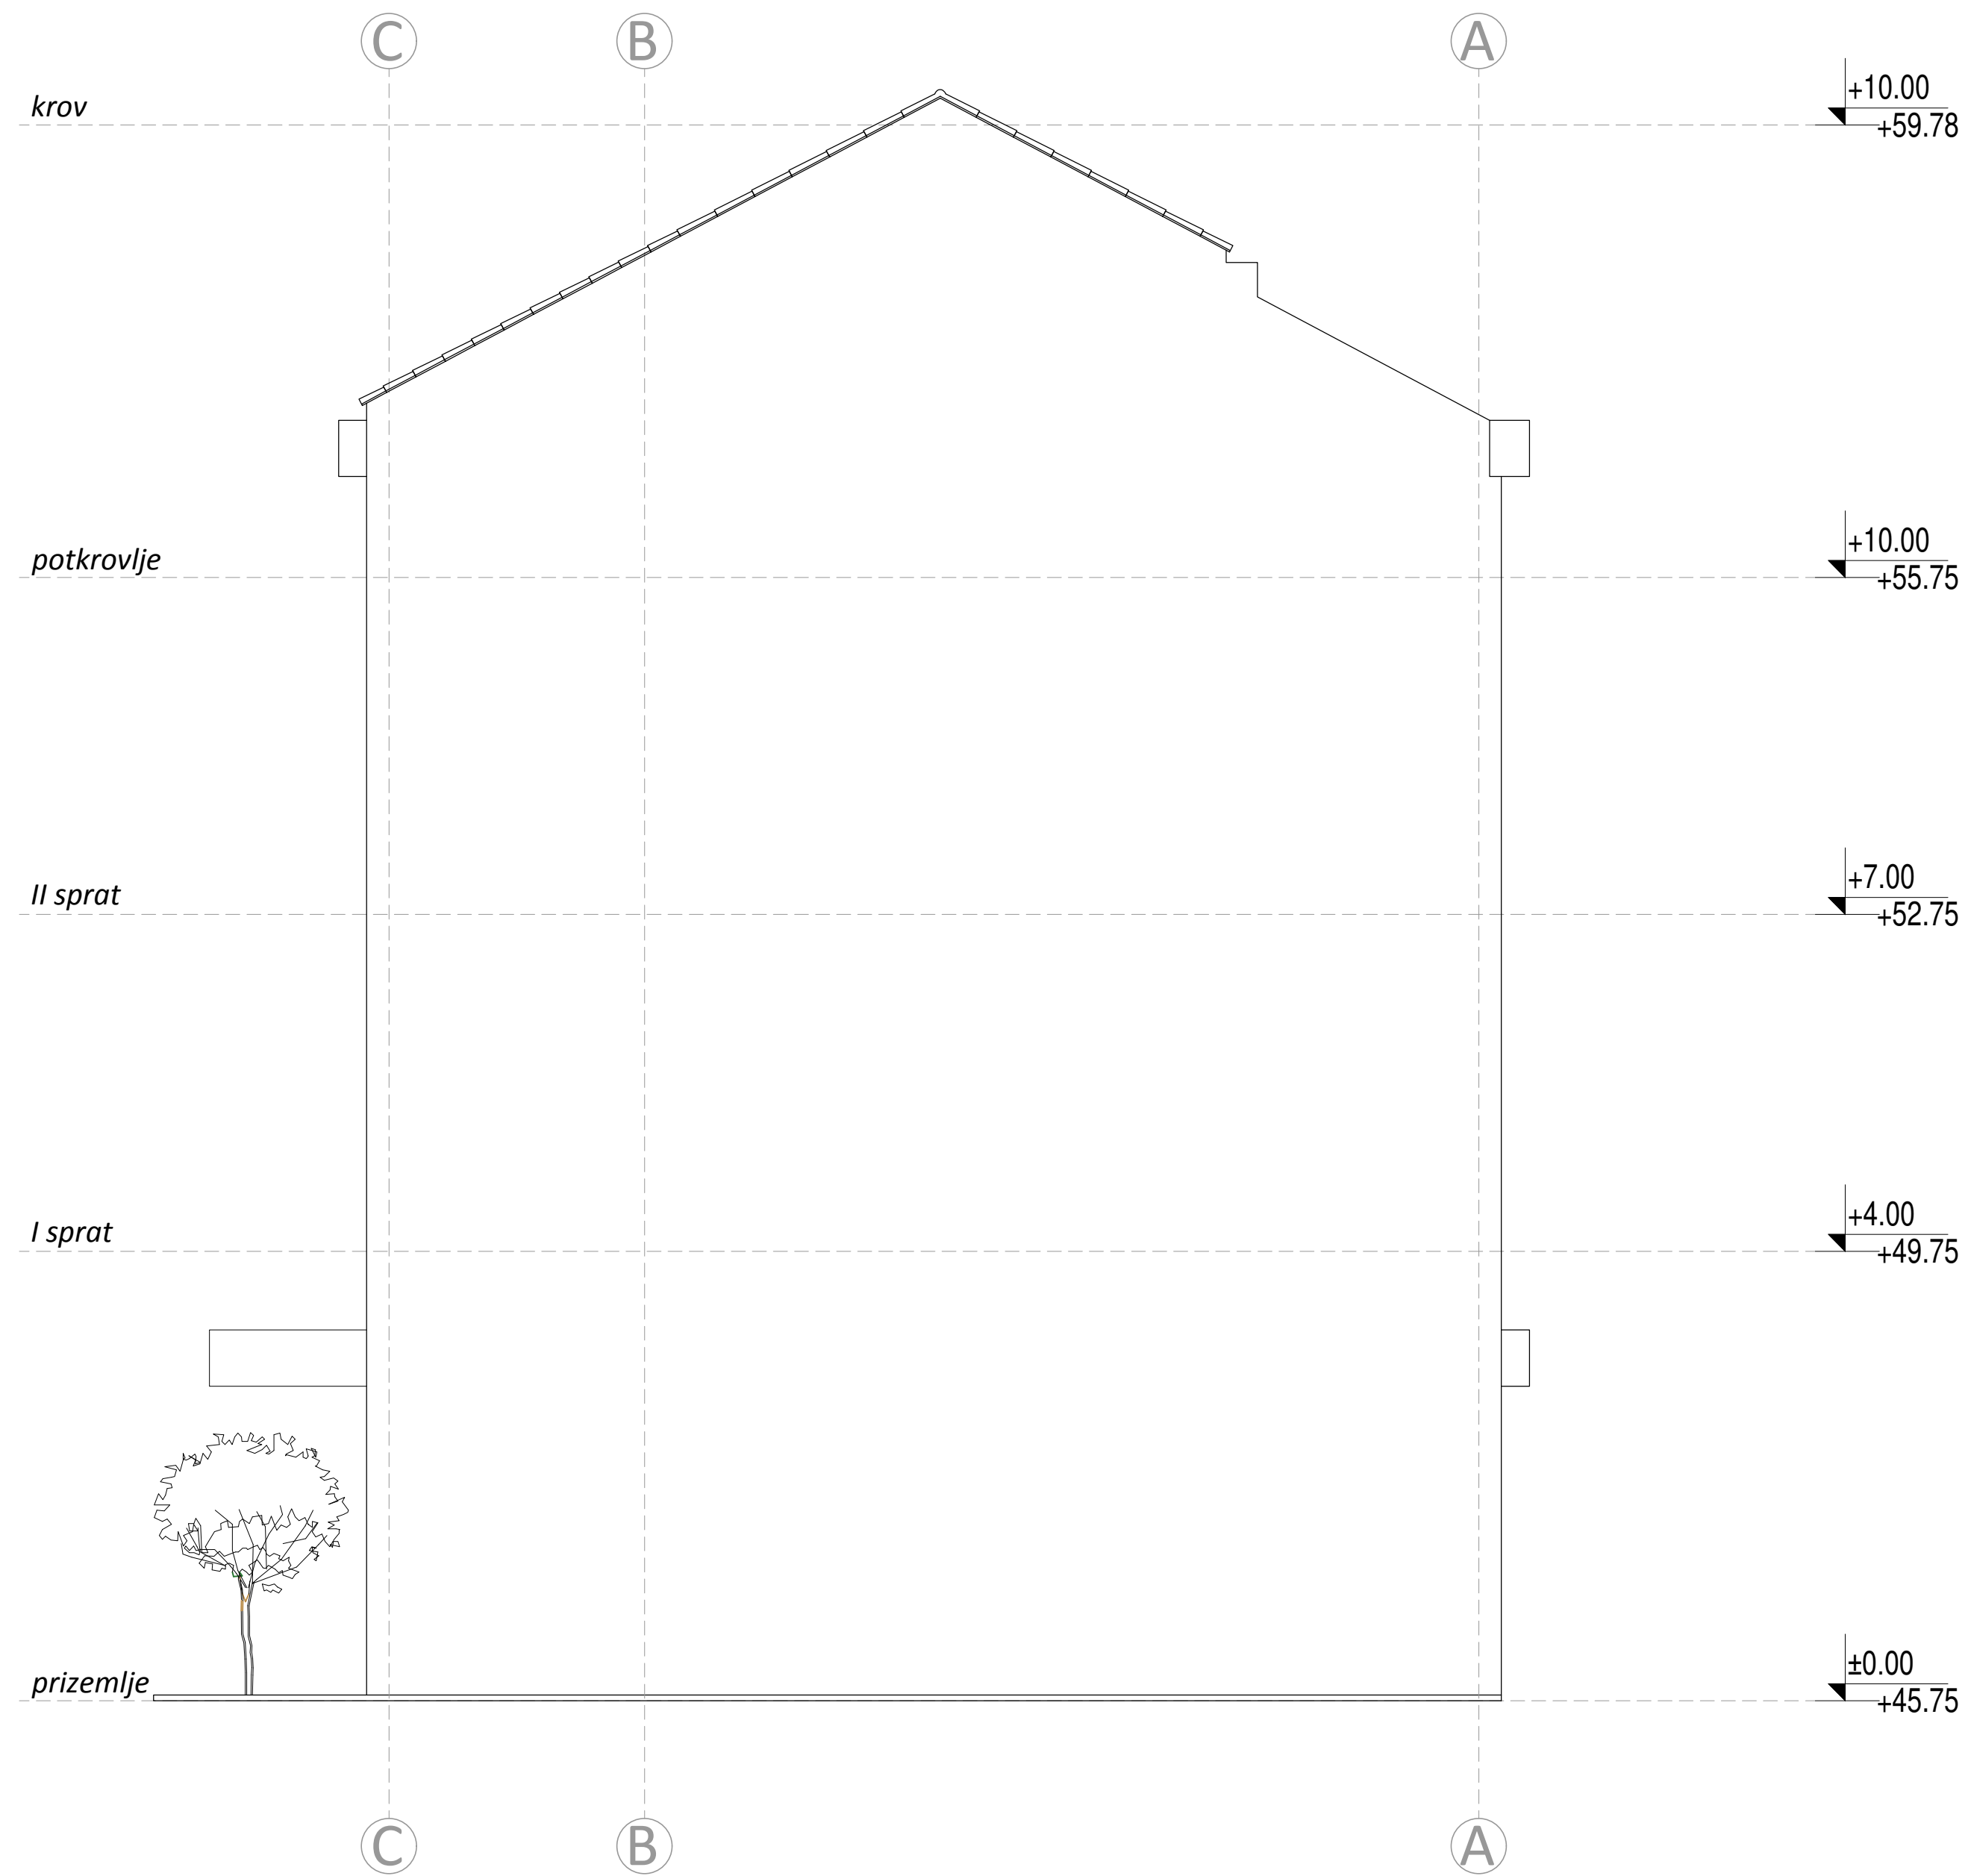 C B A
krov +10.00
+59.78
potkrovlje +10.00
+55.75
II sprat +7.00
+52.75
I sprat +4.00
+49.75
prizemlje ±0.00
+45.75
C B A